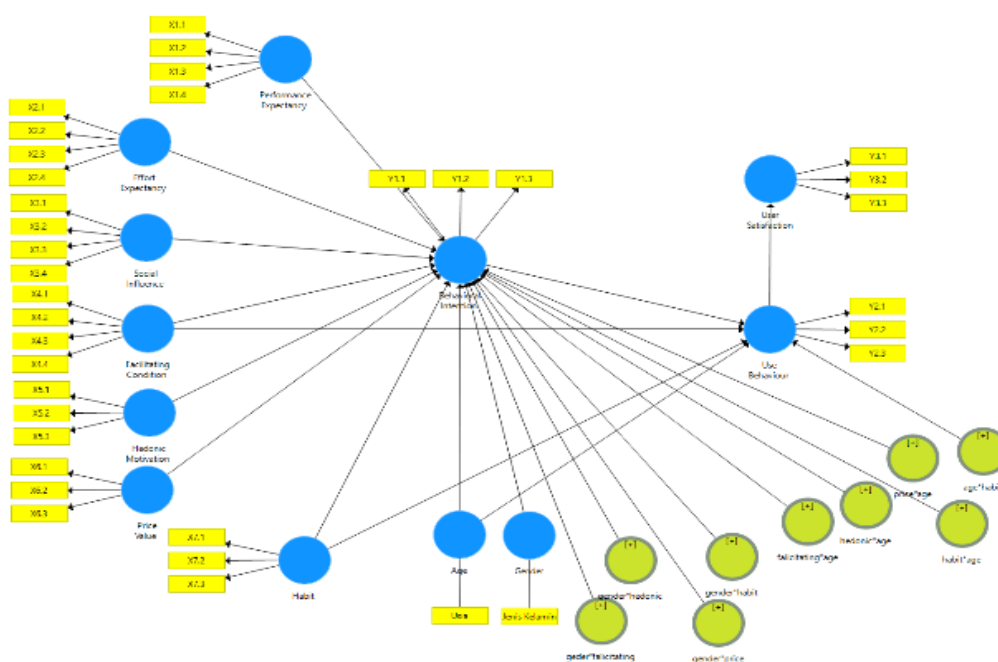 X1.1
X1.2
X1.3
X1.4
Performance
Expectancy
X2.1
X2.2
X2.3
X2.4
Effort
Expectancy
X3.1
X3.2
X3.3
X3.4
Social
Influence
X4.1
X4.2
X4.3
X4.4
Facilitating
Condition
X5.1
X5.2
X5.3
Hedonic
Motivation
X6.1
X6.2
X6.3
Price
Value
X7.1
X7.2
X7.3
Habit
Y1.1
Y1.2
Y1.3
Behavioral
Intention
Y3.1
Y3.2
Y3.3
User
Satisfaction
Y2.1
Y2.2
Y2.3
Use
Behaviour
Age
Usia
Gender
Jenis Kelamin
[+]
gender*hedonic
[+]
geder*falicitating
[+]
gender*habit
[+]
gender*price
[+]
falicitating*age
[+]
hedonic*age
[+]
[+]
habit*age
[+]
age*habit